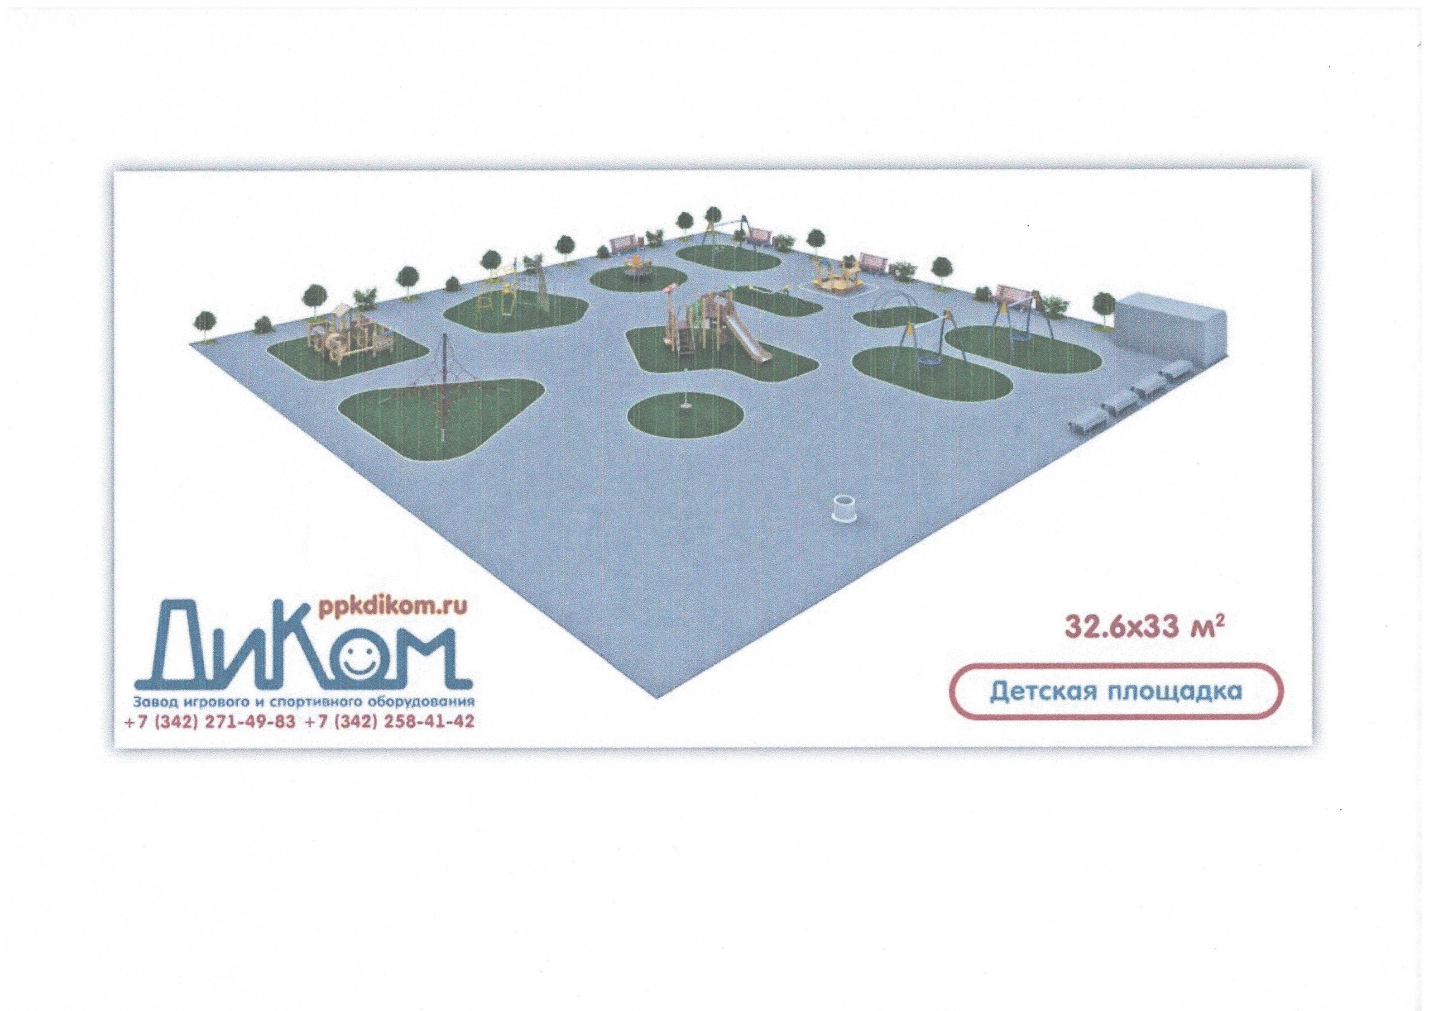 ppkdikom.ru
ДиКом
Завод игрового и спортивного оборудования
+7 (342) 271-49-83 +7 (342) 258-41-42
32.6х33 м²
Детская площадка